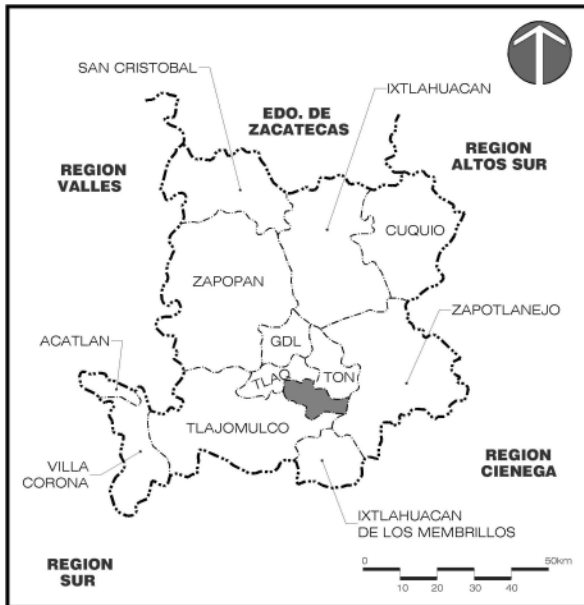 SAN CRISTOBAL
IXTLAHUACAN
EDO. DE
ZACATECAS
REGION
VALLES
REGION
ALTOS SUR
CUQUIO
ZAPOPAN
ZAPOTLANEJO
GDL
ACATLAN
TLAQ
TON
TLAJOMULCO
VILLA
CORONA
REGION
CIENEGA
IXTLAHUACAN
DE LOS MEMBRILLOS
REGION
SUR
0 50km
10 20 30 40